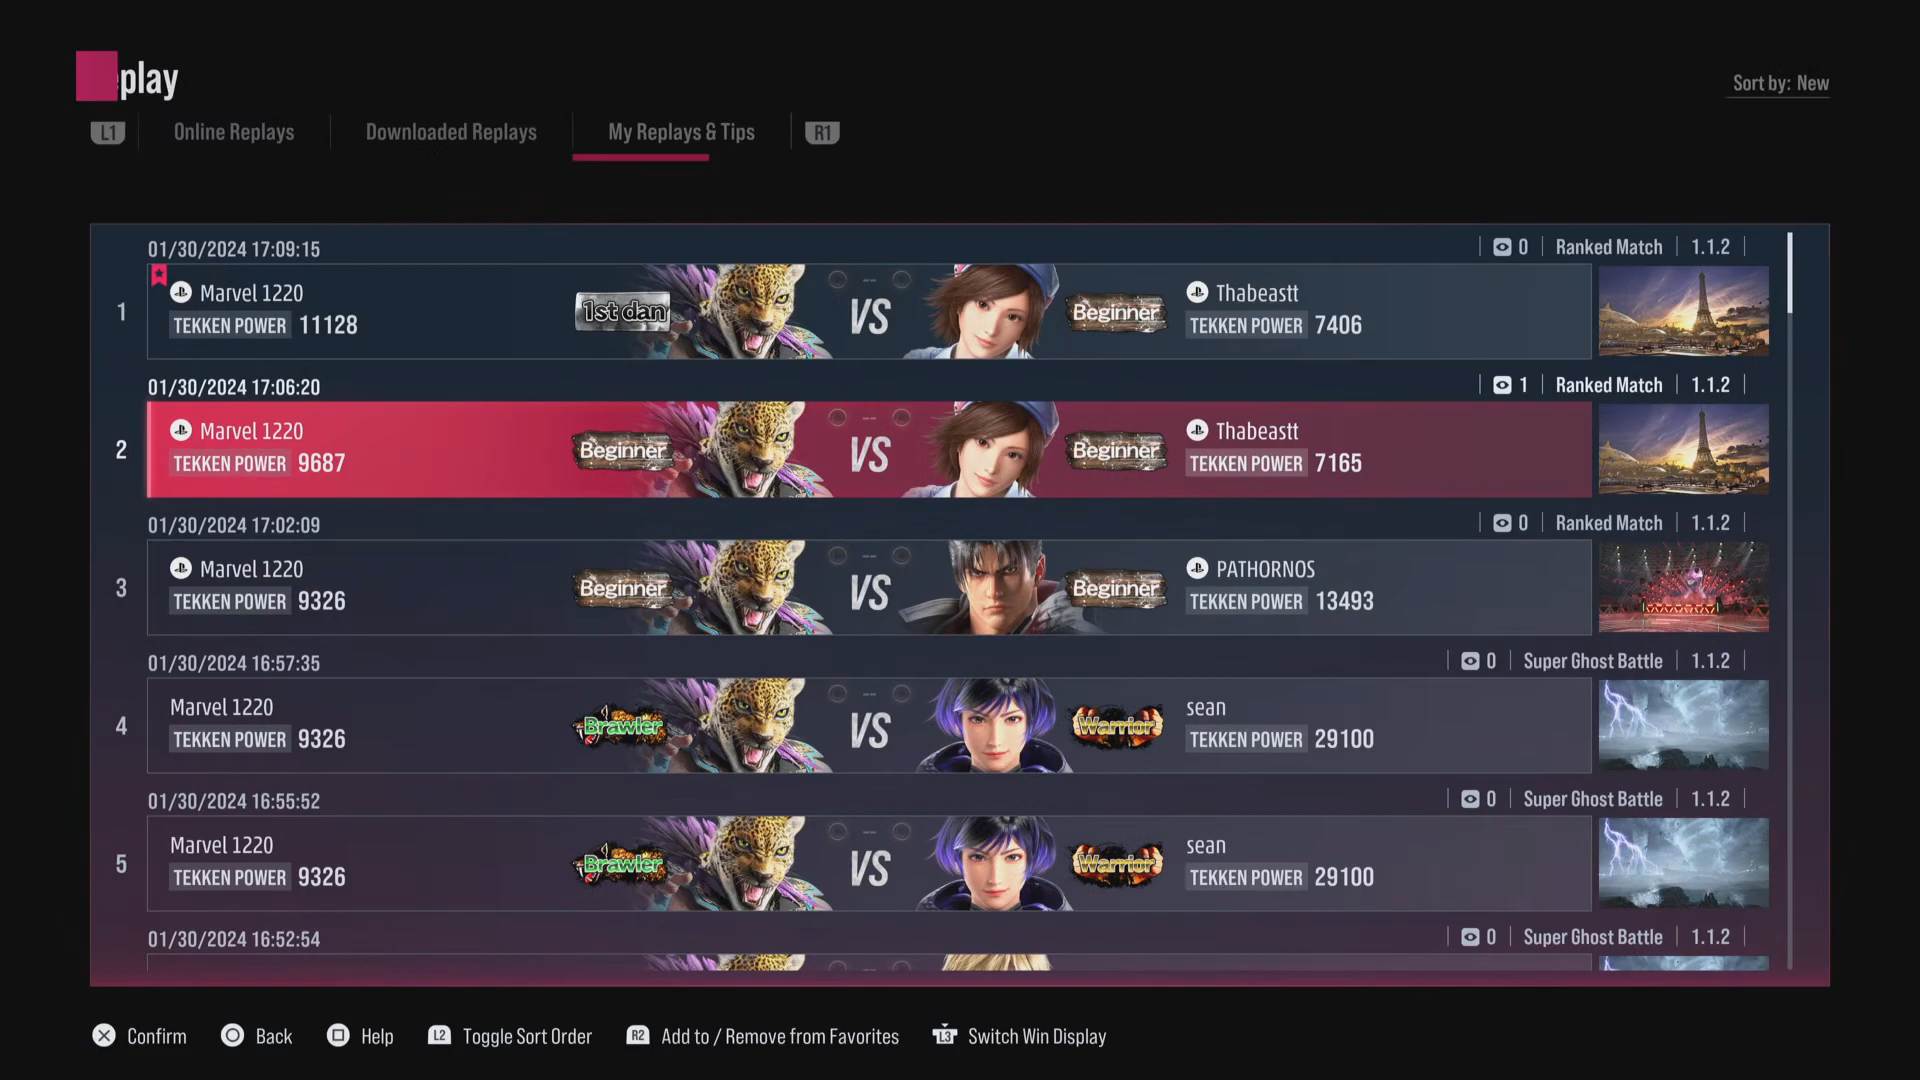 play
Sort by: New
L1 Online Replays Downloaded Replays My Replays & Tips R1
01/30/2024 17:09:15 0 Ranked Match 1.1.2
1 Marvel 1220 TEKKEN POWER 11128 1st dan VS Beginner Thabeastt TEKKEN POWER 7406
01/30/2024 17:06:20 1 Ranked Match 1.1.2
2 Marvel 1220 TEKKEN POWER 9687 Beginner -- VS Beginner Thabeastt TEKKEN POWER 7165
01/30/2024 17:02:09 0 Ranked Match 1.1.2
3 Marvel 1220 TEKKEN POWER 9326 Beginner -- VS Beginner PATHORNOS TEKKEN POWER 13493
01/30/2024 16:57:35 0 Super Ghost Battle 1.1.2
4 Marvel 1220 TEKKEN POWER 9326 Brawler -- VS Warrior sean TEKKEN POWER 29100
01/30/2024 16:55:52 0 Super Ghost Battle 1.1.2
5 Marvel 1220 TEKKEN POWER 9326 Brawler -- VS Warrior sean TEKKEN POWER 29100
01/30/2024 16:52:54 0 Super Ghost Battle 1.1.2
Confirm Back Help L2 Toggle Sort Order R2 Add to / Remove from Favorites L3 Switch Win Display